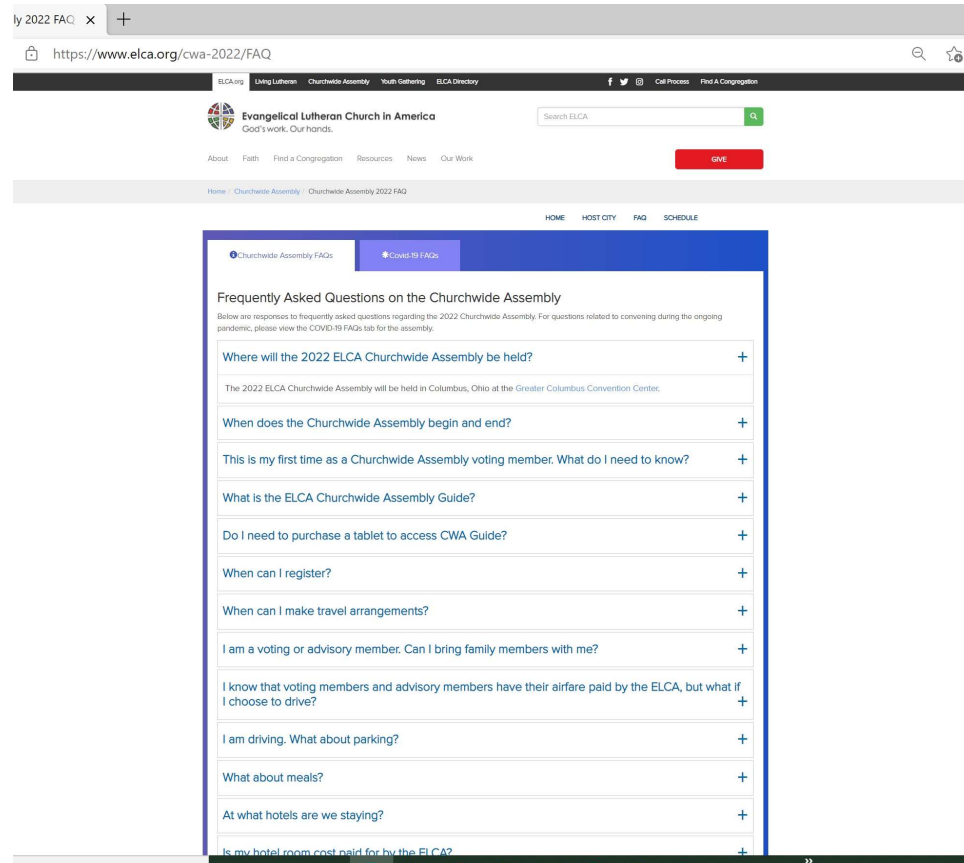 ly 2022 FAQ
https://www.elca.org/cwa-2022/FAQ
ELCA.org Living Lutheran Churchwide Assembly Youth Gathering ELCA Directory Call Process Find A Congregation
Evangelical Lutheran Church in America
God's work. Our hands.
Search ELCA
About Faith Find a Congregation Resources News Our Work
GIVE
Home / Churchwide Assembly / Churchwide Assembly 2022 FAQ
HOME HOST CITY FAQ SCHEDULE
Churchwide Assembly FAQs Covid-19 FAQs
Frequently Asked Questions on the Churchwide Assembly
Below are responses to frequently asked questions regarding the 2022 Churchwide Assembly. For questions related to convening during the ongoing
pandemic, please view the COVID-19 FAQs tab for the assembly.
Where will the 2022 ELCA Churchwide Assembly be held?
The 2022 ELCA Churchwide Assembly will be held in Columbus, Ohio at the Greater Columbus Convention Center.
When does the Churchwide Assembly begin and end?
This is my first time as a Churchwide Assembly voting member. What do I need to know?
What is the ELCA Churchwide Assembly Guide?
Do I need to purchase a tablet to access CWA Guide?
When can I register?
When can I make travel arrangements?
I am a voting or advisory member. Can I bring family members with me?
I know that voting members and advisory members have their airfare paid by the ELCA, but what if
I choose to drive?
I am driving. What about parking?
What about meals?
At what hotels are we staying?
Is my hotel room cost paid for by the ELCA?